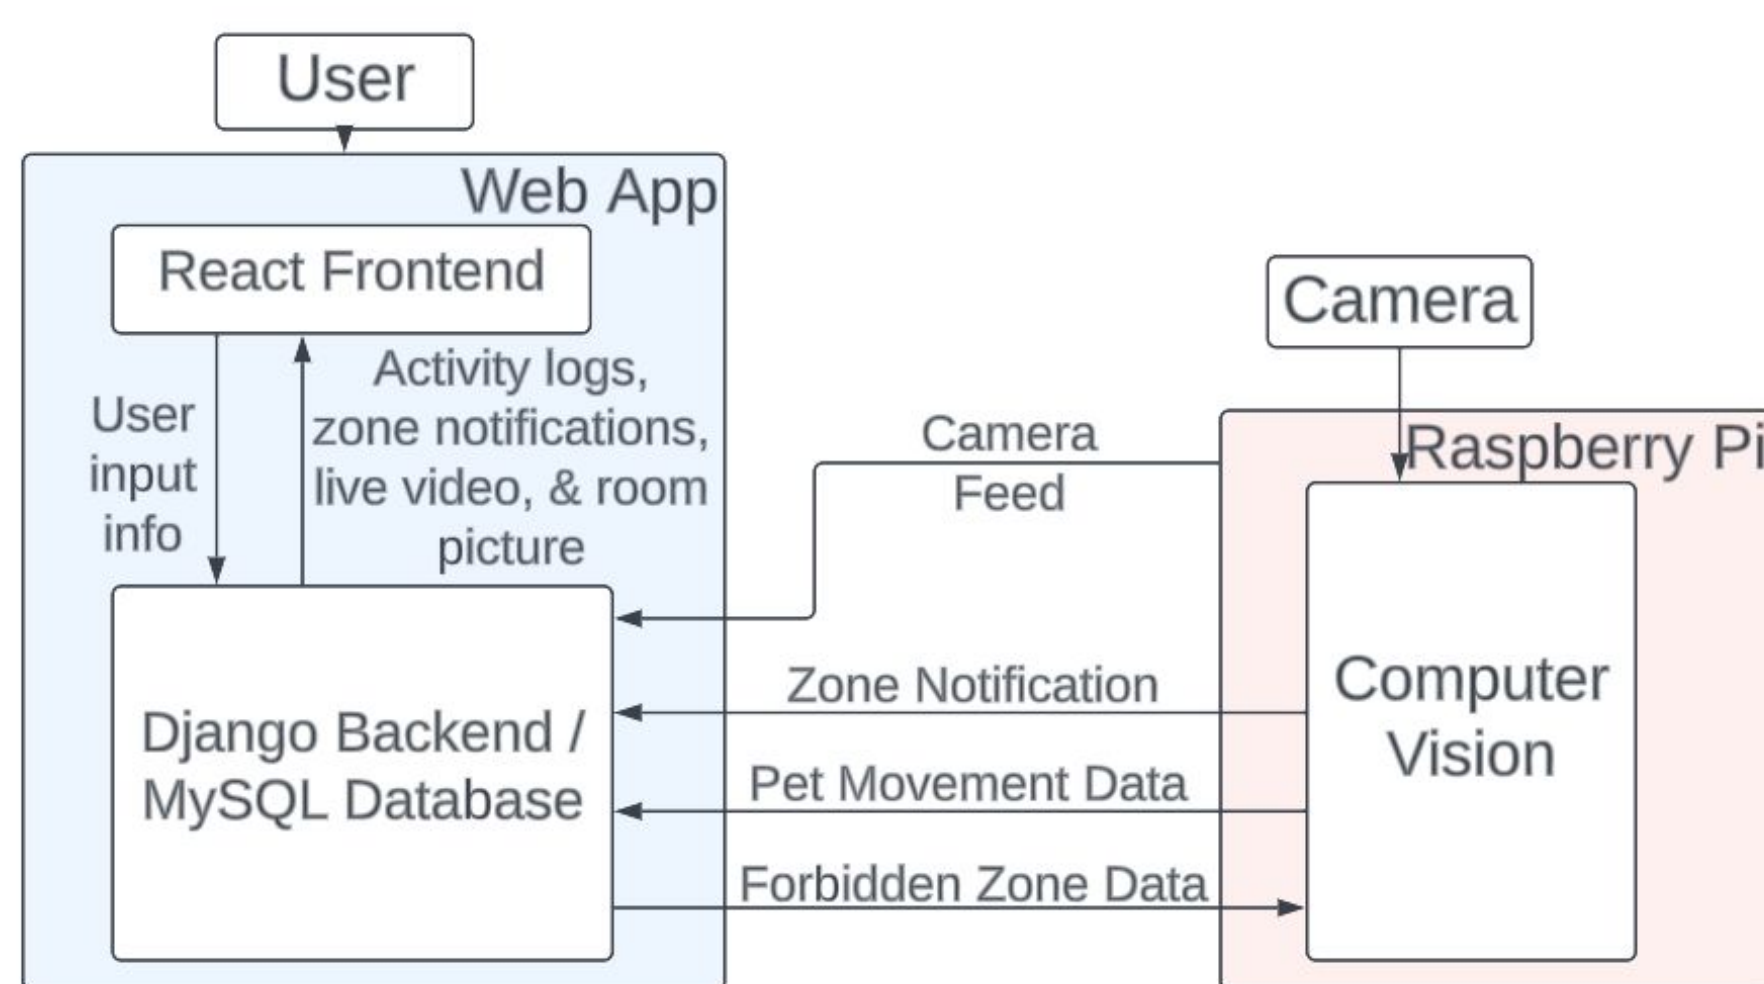 User
Web App
React Frontend
User
input
info
Activity logs,
zone notifications,
live video, & room
picture
Django Backend /
MySQL Database
Camera
Feed
Zone Notification
Pet Movement Data
Forbidden Zone Data
Camera
Raspberry Pi
Computer
Vision